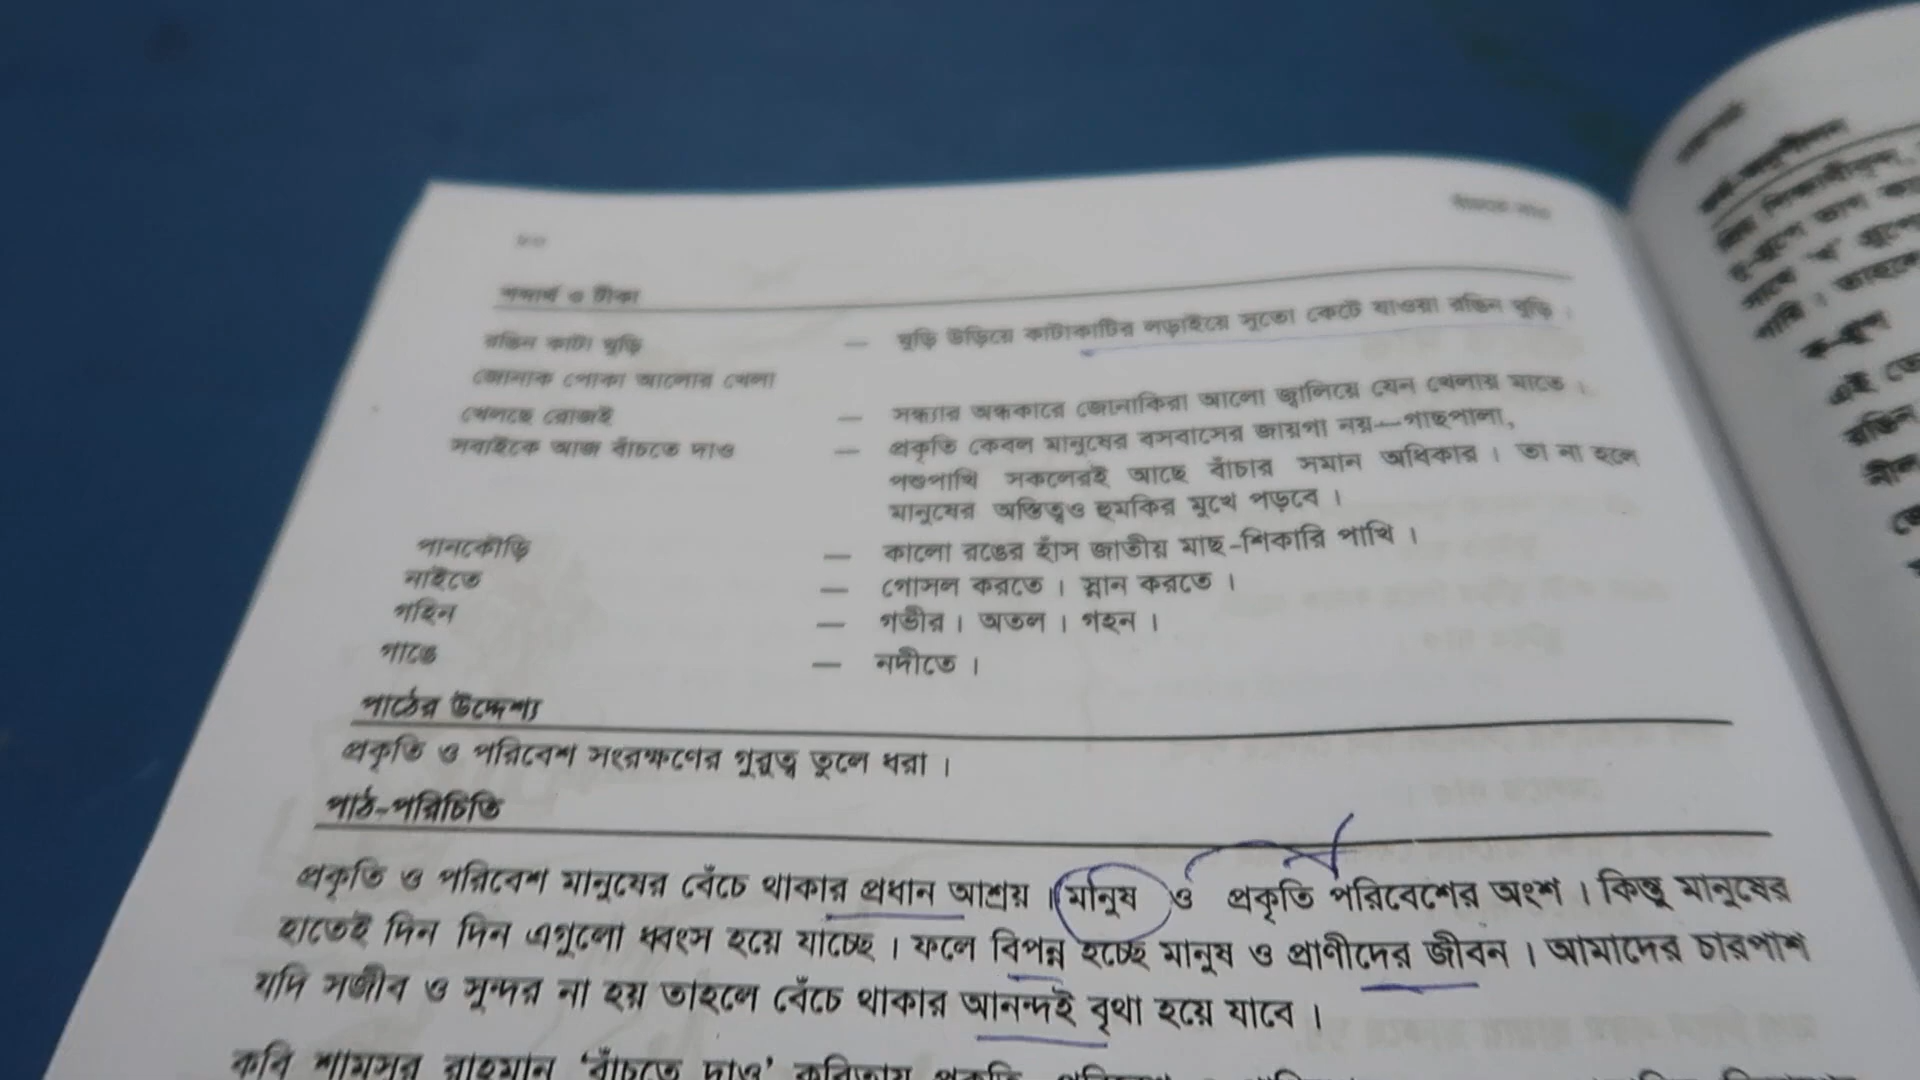 শব্দার্থ ও টীকা
রঙিন কাটা ঘুড়ি — ঘুড়ি উড়িয়ে কাটাকাটির লড়াইয়ে সুতো কেটে যাওয়া রঙিন ঘুড়ি।
জোনাক পোকা আলোর খেলা
খেলছে রোজই — সন্ধ্যার অন্ধকারে জোনাকিরা আলো জ্বালিয়ে যেন খেলায় মাতে।
সবাইকে আজ বাঁচতে দাও — প্রকৃতি কেবল মানুষের বসবাসের জায়গা নয়—গাছপালা,
পশুপাখি সকলেরই আছে বাঁচার সমান অধিকার। তা না হলে
মানুষের অস্তিত্বও হুমকির মুখে পড়বে।
পানকৌড়ি — কালো রঙের হাঁস জাতীয় মাছ-শিকারি পাখি।
নাইতে — গোসল করতে। স্নান করতে।
গহিন — গভীর। অতল। গহন।
গাঙে — নদীতে।
পাঠের উদ্দেশ্য
প্রকৃতি ও পরিবেশ সংরক্ষণের গুরুত্ব তুলে ধরা।
পাঠ-পরিচিতি
প্রকৃতি ও পরিবেশ মানুষের বেঁচে থাকার প্রধান আশ্রয়। মানুষ ও প্রকৃতি পরিবেশের অংশ। কিন্তু মানুষের
হাতেই দিন দিন এগুলো ধ্বংস হয়ে যাচ্ছে। ফলে বিপন্ন হচ্ছে মানুষ ও প্রাণীদের জীবন। আমাদের চারপাশ
যদি সজীব ও সুন্দর না হয় তাহলে বেঁচে থাকার আনন্দই বৃথা হয়ে যাবে।
কবি শামসুর রাহমান ‘বাঁচতে দাও’ কবিতায় প্রকৃতি